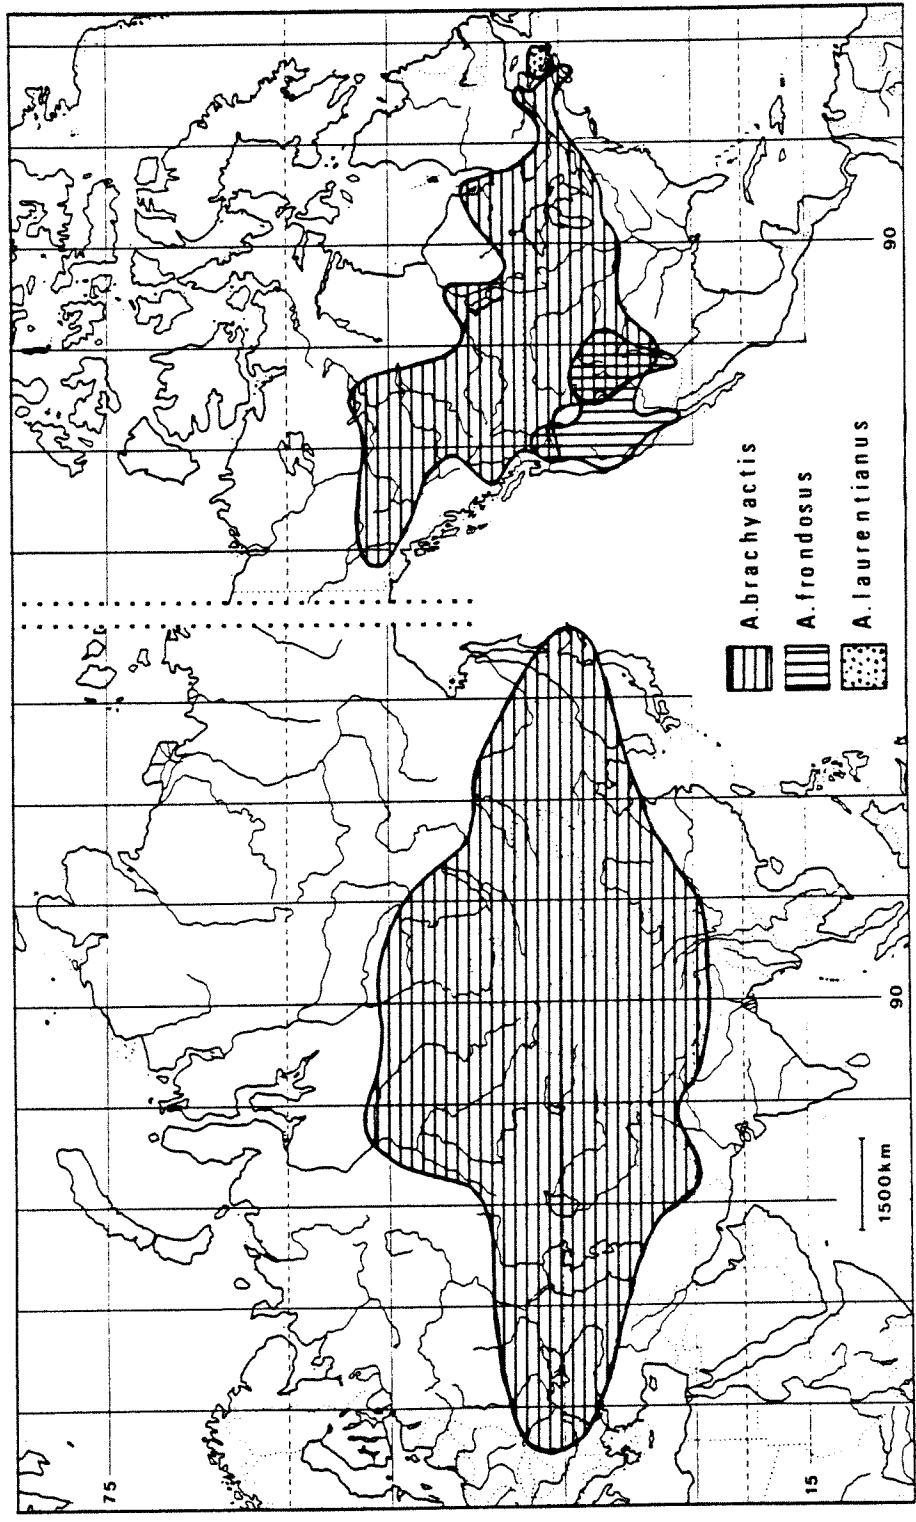 75
15
1500km
90
90
A. brachyactis
A. frondosus
A. laurentianus